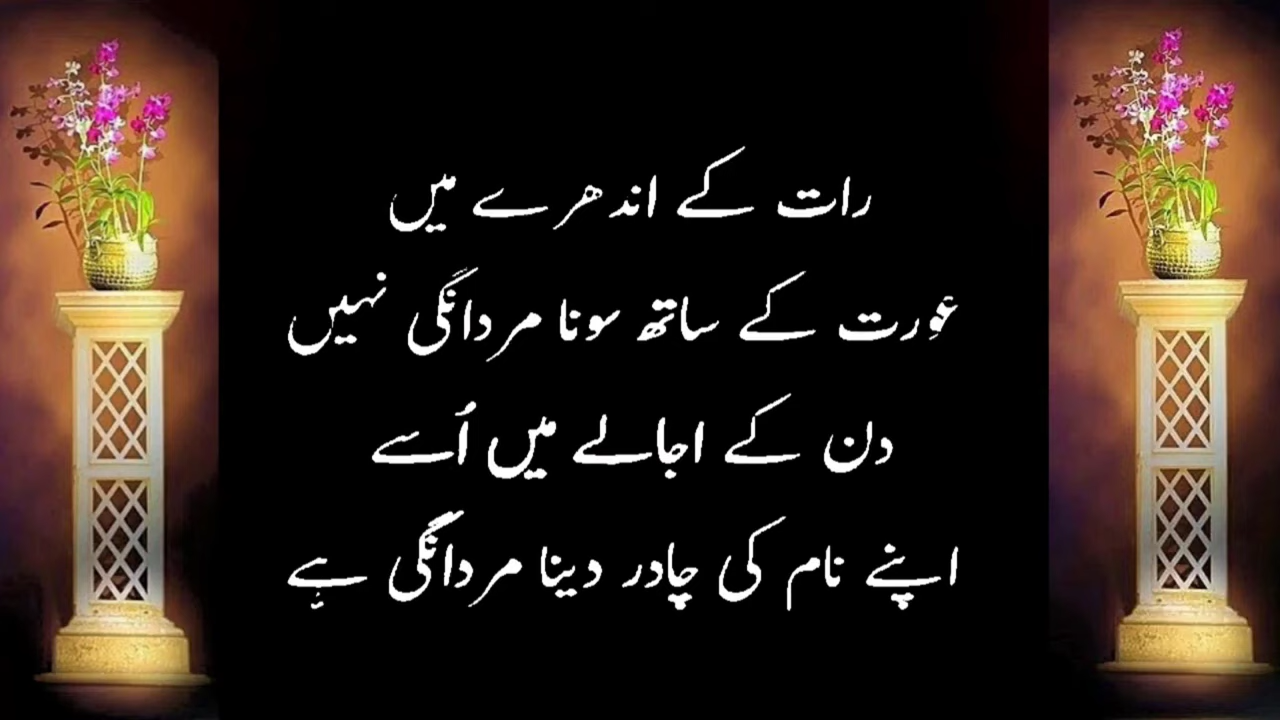 رات کے اندھرے میں
عورت کے ساتھ سونا مردانگی نہیں
دن کے اجالے میں اُسے
اپنے نام کی چادر دینا مردانگی ہے